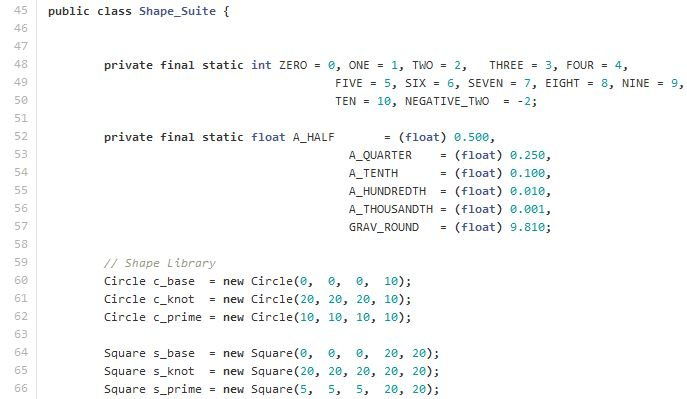 45 public class Shape_Suite {
46
47
48 private final static int ZERO = 0, ONE = 1, TWO = 2, THREE = 3, FOUR = 4,
49 FIVE = 5, SIX = 6, SEVEN = 7, EIGHT = 8, NINE = 9,
50 TEN = 10, NEGATIVE_TWO = -2;
51
52 private final static float A_HALF = (float) 0.500,
53 A_QUARTER = (float) 0.250,
54 A_TENTH = (float) 0.100,
55 A_HUNDREDTH = (float) 0.010,
56 A_THOUSANDTH = (float) 0.001,
57 GRAV_ROUND = (float) 9.810;
58
59 // Shape Library
60 Circle c_base = new Circle(0, 0, 0, 10);
61 Circle c_knot = new Circle(20, 20, 20, 10);
62 Circle c_prime = new Circle(10, 10, 10, 10);
63
64 Square s_base = new Square(0, 0, 0, 20, 20);
65 Square s_knot = new Square(20, 20, 20, 20, 20);
66 Square s_prime = new Square(5, 5, 5, 20, 20);